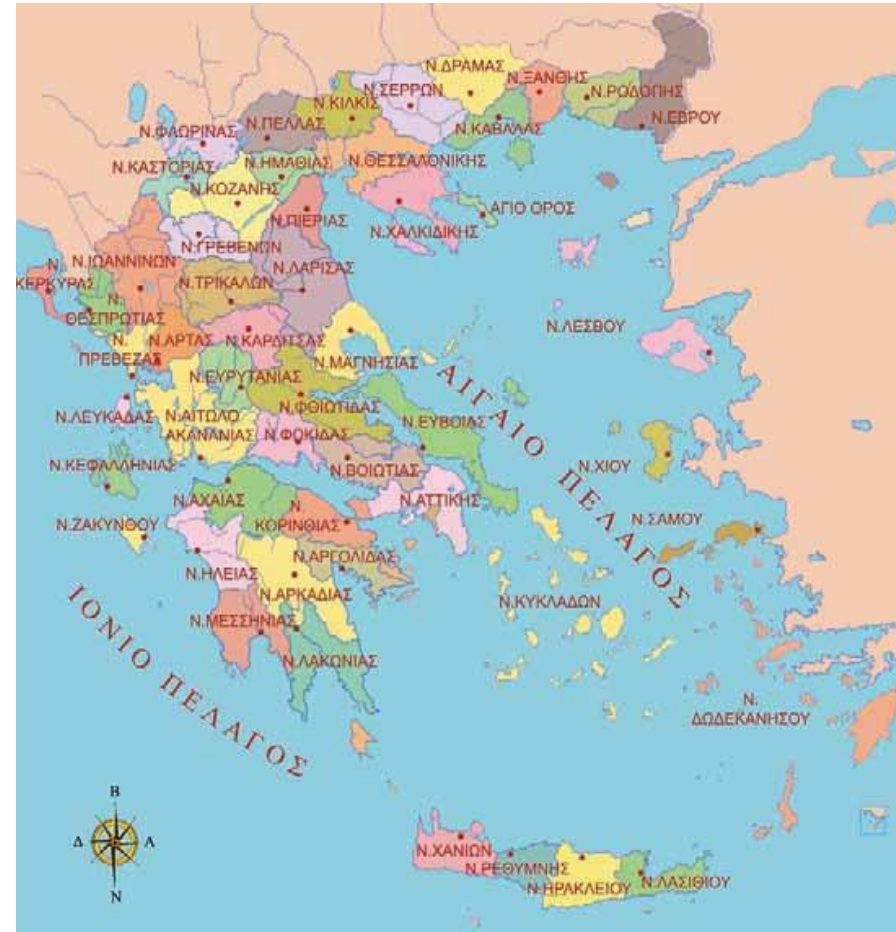 Ν.ΔΡΑΜΑΣ
Ν.ΞΑΝΘΗΣ
Ν.ΣΕΡΡΩΝ
Ν.ΡΟΔΟΠΗΣ
Ν.ΚΙΛΚΙΣ
Ν.ΕΒΡΟΥ
Ν.ΠΕΛΛΑΣ
Ν.ΚΑΒΑΛΑΣ
Ν.ΦΛΩΡΙΝΑΣ
Ν.ΘΕΣΣΑΛΟΝΙΚΗΣ
Ν.ΚΑΣΤΟΡΙΑΣ
Ν.ΗΜΑΘΙΑΣ
Ν.ΚΟΖΑΝΗΣ
ΑΓΙΟ ΟΡΟΣ
Ν.ΠΙΕΡΙΑΣ
Ν.ΧΑΛΚΙΔΙΚΗΣ
Ν.ΓΡΕΒΕΝΩΝ
Ν
ΚΕΡΚΥΡΑΣ
Ν.ΙΩΑΝΝΙΝΩΝ
Ν.ΛΑΡΙΣΑΣ
Ν.ΤΡΙΚΑΛΩΝ
Ν.
ΘΕΣΠΡΩΤΙΑΣ
Ν.ΛΕΣΒΟΥ
Ν.
ΠΡΕΒΕΖΑΣ
Ν.ΑΡΤΑΣ
Ν.ΚΑΡΔΙΤΣΑΣ
Ν.ΜΑΓΝΗΣΙΑΣ
Ν.ΕΥΡΥΤΑΝΙΑΣ
ΑΙΓΑΙΟ ΠΕΛΑΓΟΣ
Ν.ΛΕΥΚΑΔΑΣ
Ν.ΑΙΤΩΛΟ
ΑΚΑΝΑΝΙΑΣ
Ν.ΦΘΙΩΤΙΔΑΣ
Ν.ΕΥΒΟΙΑΣ
Ν.ΦΩΚΙΔΑΣ
Ν.ΚΕΦΑΛΛΗΝΙΑΣ
Ν.ΒΟΙΩΤΙΑΣ
Ν.ΧΙΟΥ
Ν.ΑΧΑΙΑΣ
Ν.ΑΤΤΙΚΗΣ
Ν.ΖΑΚΥΝΘΟΥ
Ν
ΚΟΡΙΝΘΙΑΣ
Ν.ΣΑΜΟΥ
Ν.ΑΡΓΟΛΙΔΑΣ
Ν.ΗΛΕΙΑΣ
Ν.ΑΡΚΑΔΙΑΣ
Ν.ΚΥΚΛΑΔΩΝ
Ν.ΜΕΣΣΗΝΙΑΣ
ΙΟΝΙΟ ΠΕΛΑΓΟΣ
Ν.ΛΑΚΩΝΙΑΣ
Ν.
ΔΩΔΕΚΑΝΗΣΟΥ
Β
Δ Α
Ν
Ν.ΧΑΝΙΩΝ
Ν.ΡΕΘΥΜΝΗΣ
Ν.ΗΡΑΚΛΕΙΟΥ
Ν.ΛΑΣΙΘΙΟΥ